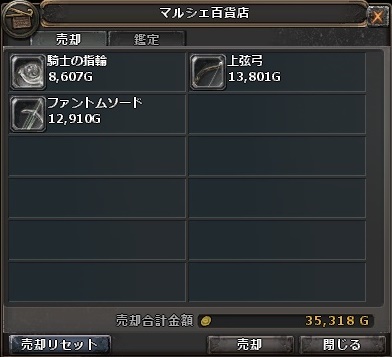 マルシェ百貨店
売却 鑑定
騎士の指輪 上弦弓
8,607G 13,801G
ファントムソード
12,910G
売却合計金額 35,318 G
売却リセット 売却 閉じる